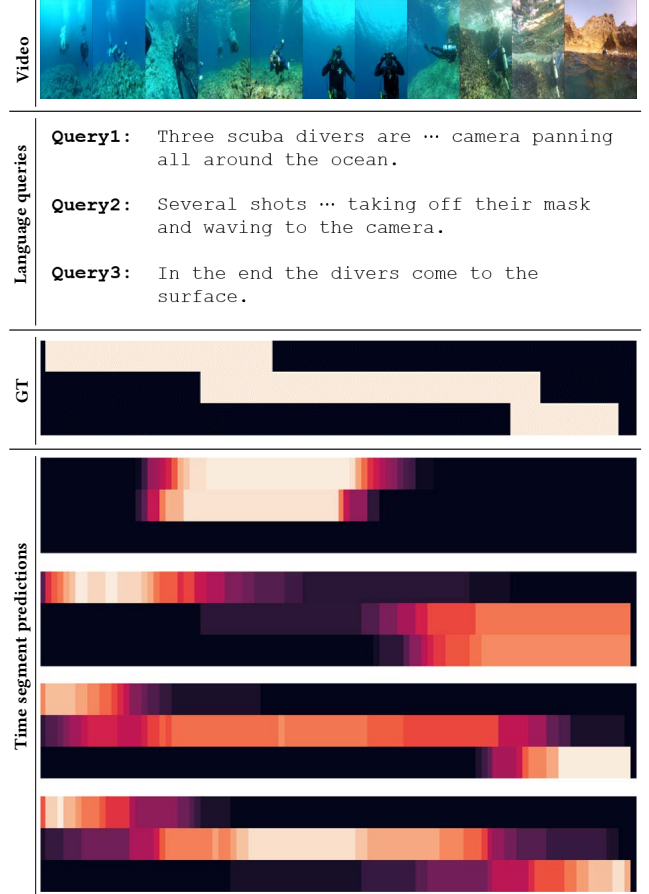 Video
Language queries
Query1: Three scuba divers are ⋯ camera panning
all around the ocean.
Query2: Several shots ⋯ taking off their mask
and waving to the camera.
Query3: In the end the divers come to the
surface.
GT
Time segment predictions